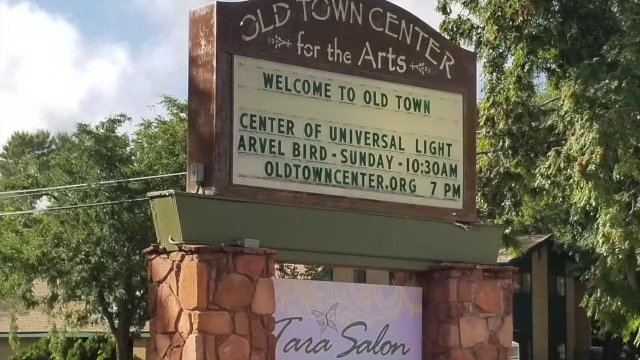 OLD TOWN CENTER
for the Arts
WELCOME TO OLD TOWN
CENTER OF UNIVERSAL LIGHT
ARVEL BIRD - SUNDAY - 10:30AM
OLDTOWNCENTER.ORG 7 PM
Tara Salon